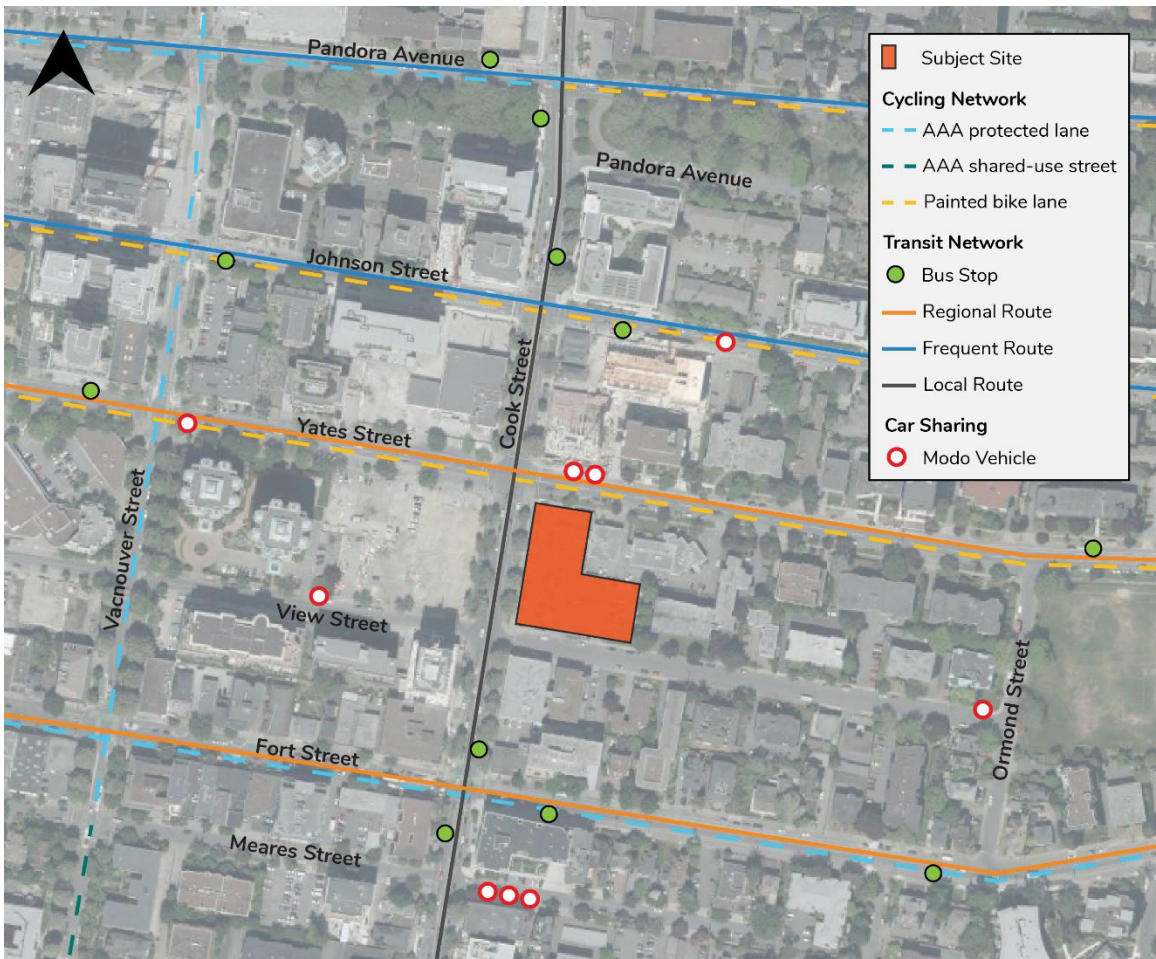 Pandora Avenue
Pandora Avenue
Johnson Street
Cook Street
Yates Street
Vacnouver Street
View Street
Ormond Street
Fort Street
Meares Street
Subject Site
Cycling Network
AAA protected lane
AAA shared-use street
Painted bike lane
Transit Network
Bus Stop
Regional Route
Frequent Route
Local Route
Car Sharing
Modo Vehicle